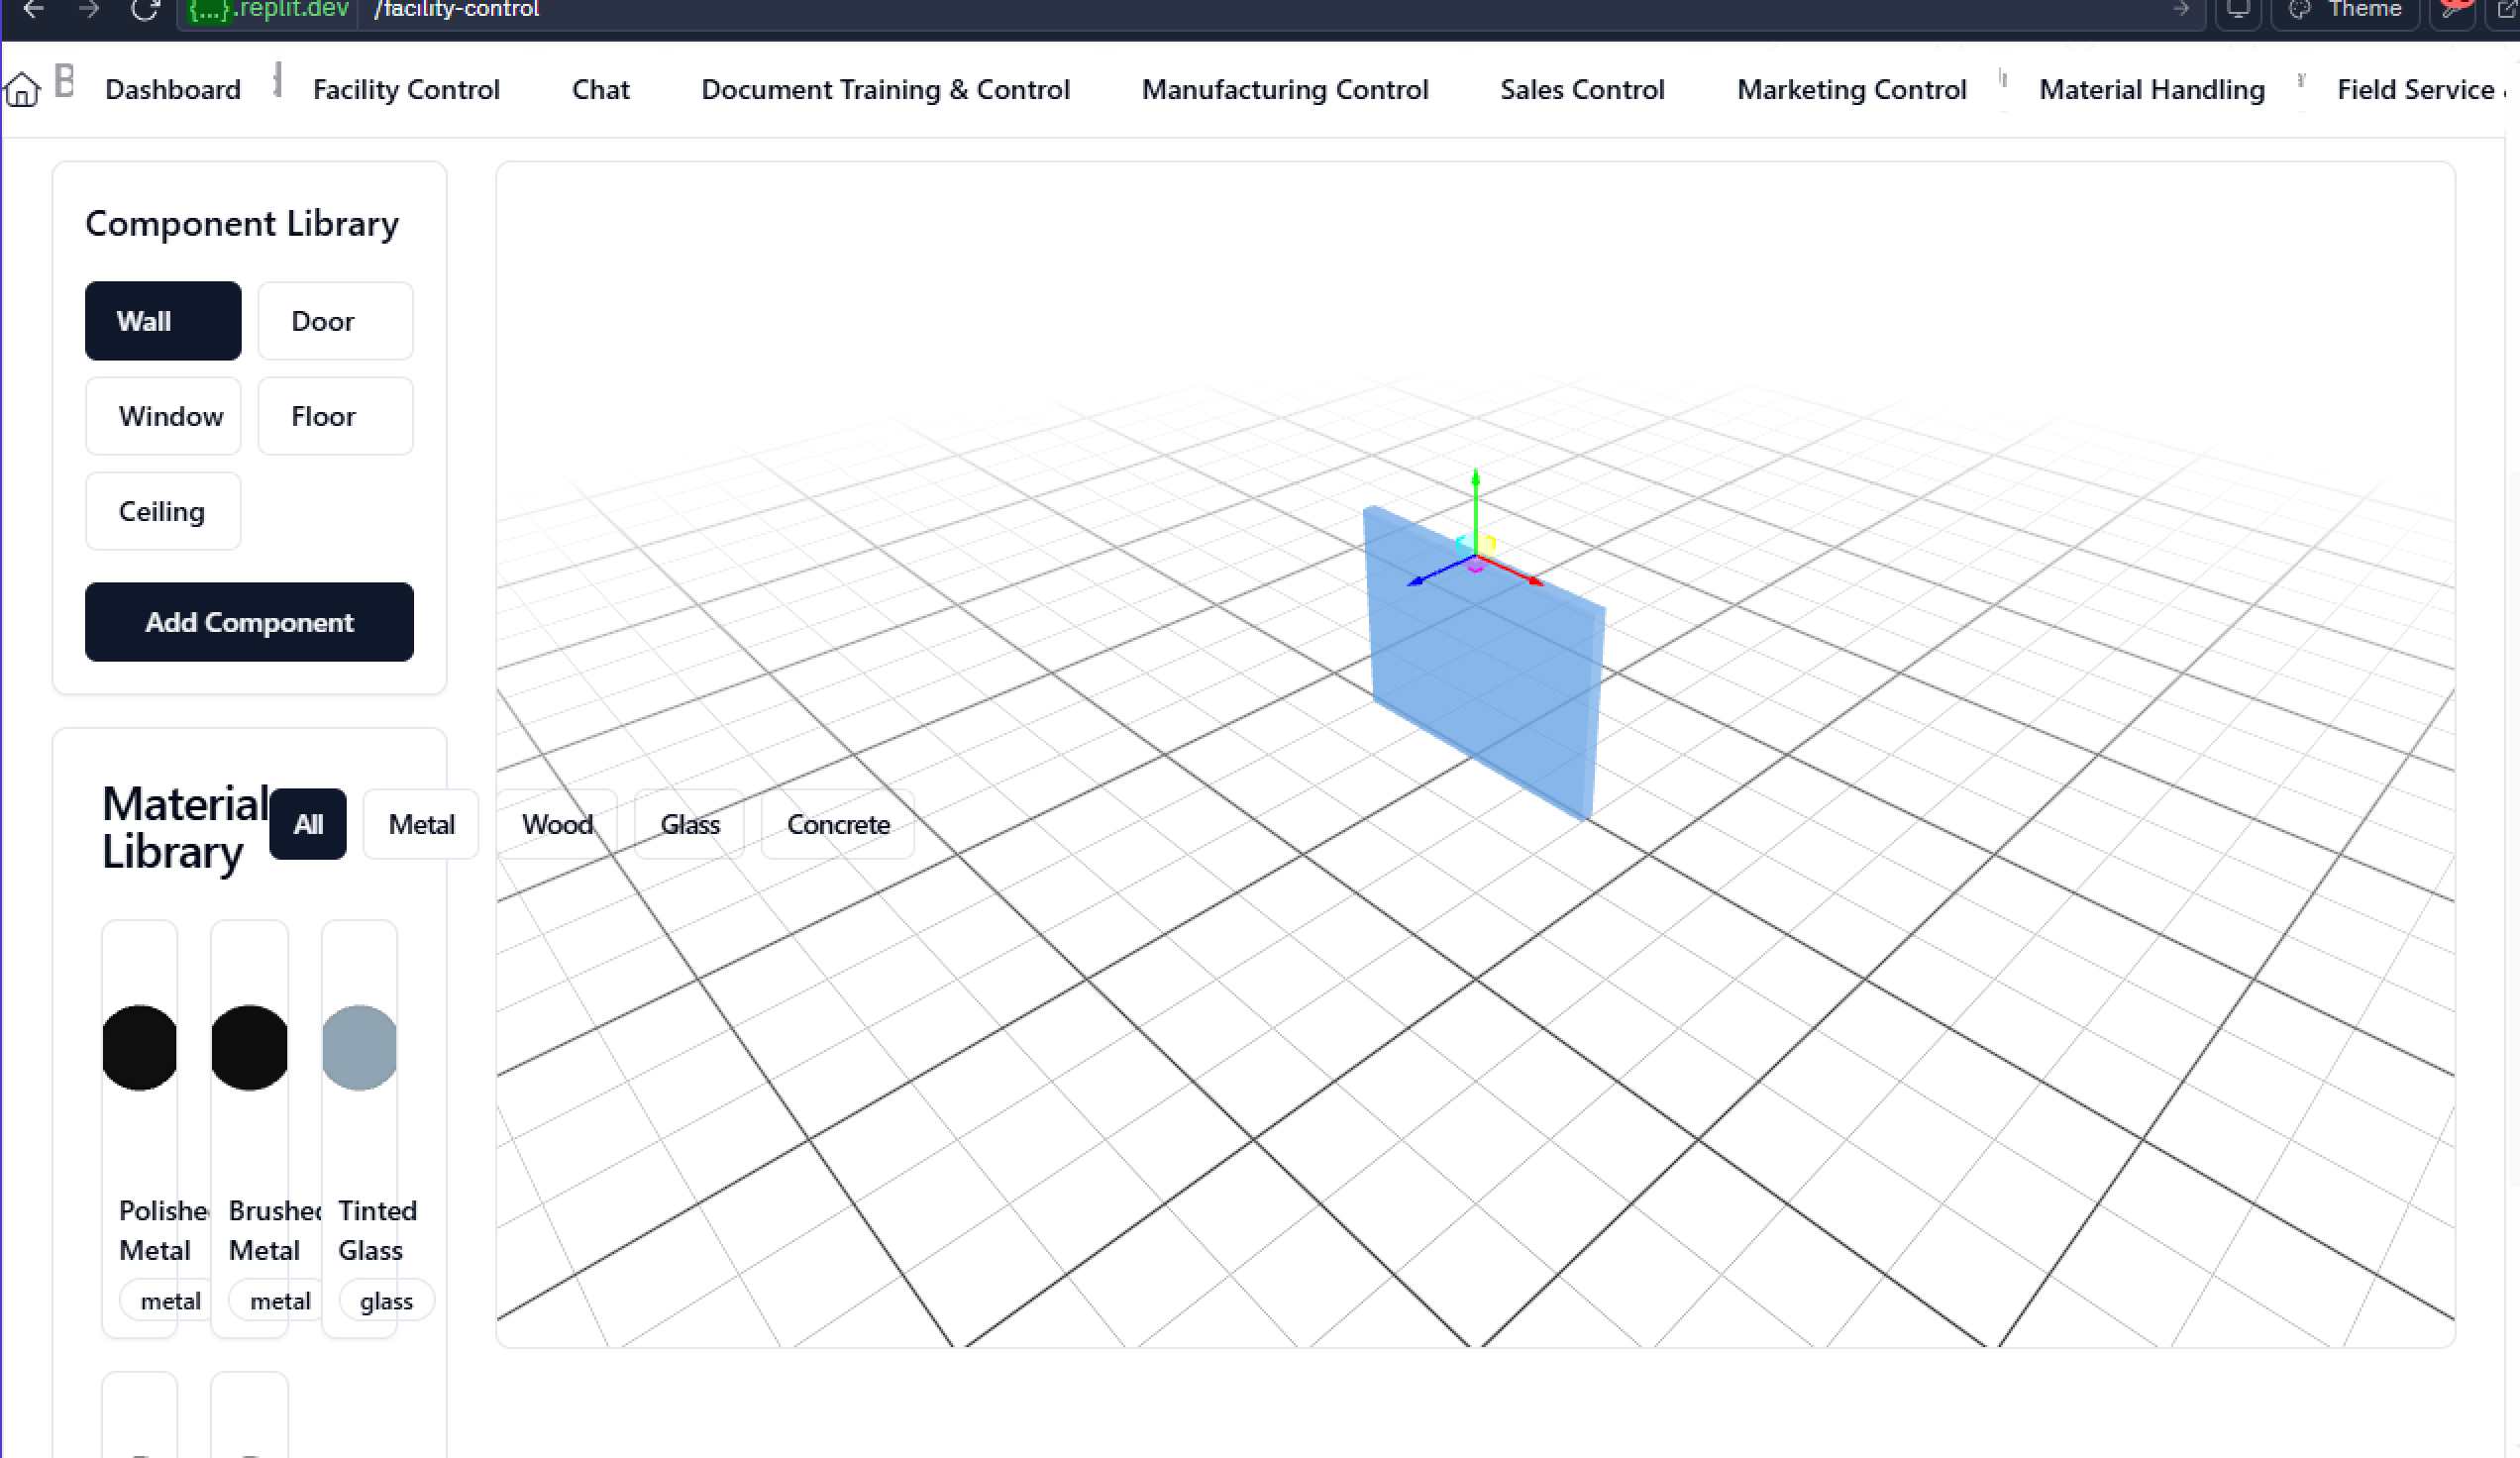 {...}.replit.dev /facility-control Theme
Dashboard Facility Control Chat Document Training & Control Manufacturing Control Sales Control Marketing Control Material Handling Field Service
Component Library
Wall Door
Window Floor
Ceiling
Add Component
Material
Library
All Metal Wood Glass Concrete
Polishe Brushed Tinted
Metal Metal Glass
metal metal glass